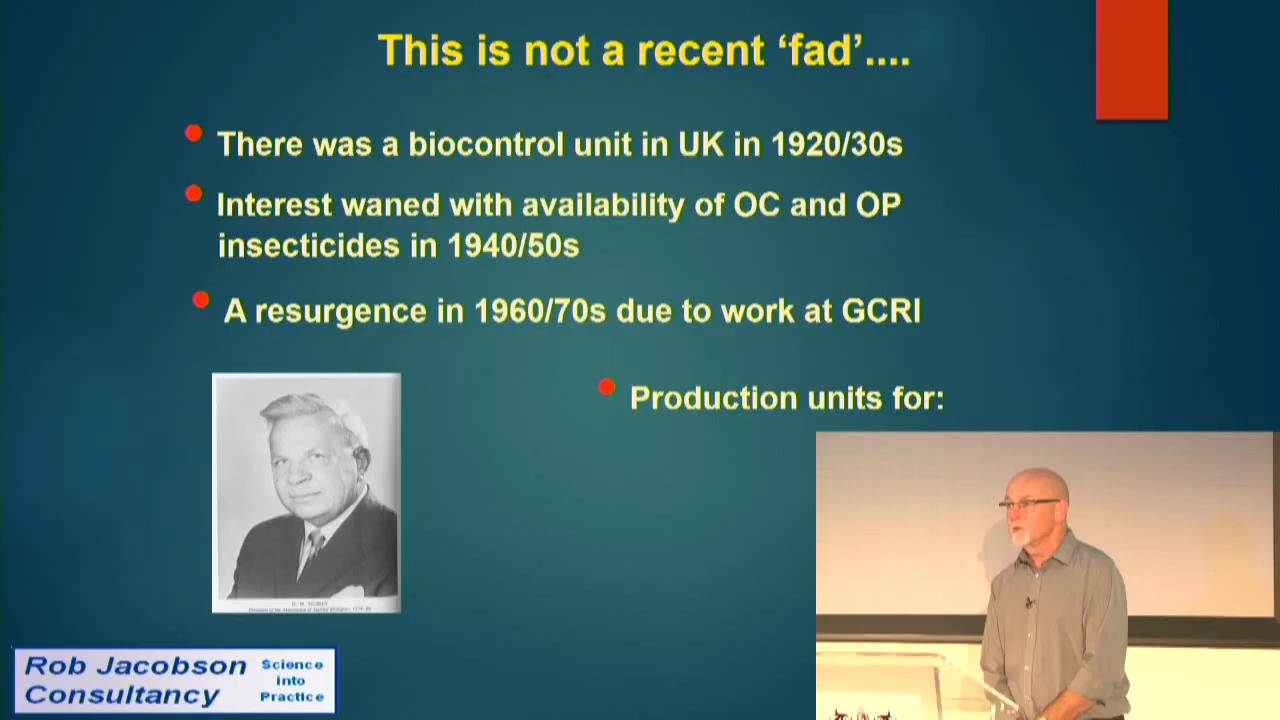 This is not a recent ‘fad’....
There was a biocontrol unit in UK in 1920/30s
Interest waned with availability of OC and OP
insecticides in 1940/50s
A resurgence in 1960/70s due to work at GCRI
Production units for:
Rob Jacobson
Consultancy
Science
into
Practice